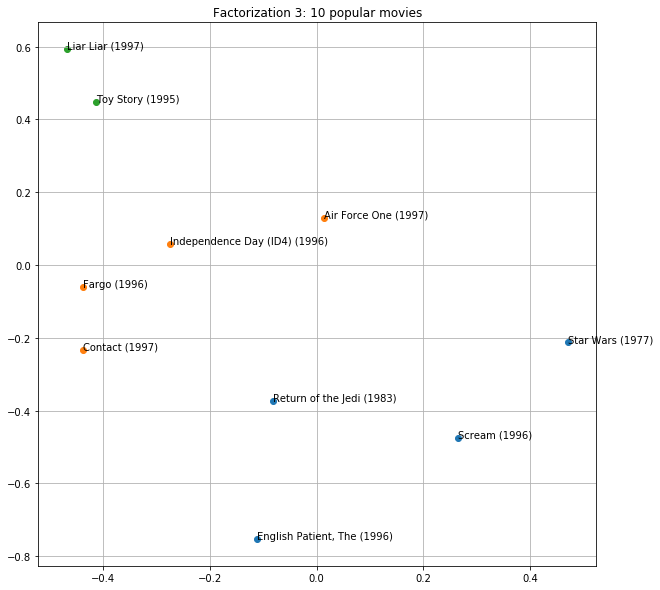 Factorization 3: 10 popular movies
0.6
Liar Liar (1997)
Toy Story (1995)
0.4
0.2
Air Force One (1997)
Independence Day (ID4) (1996)
0.0
Fargo (1996)
Contact (1997)
−0.2
Star Wars (1977)
Return of the Jedi (1983)
−0.4
Scream (1996)
−0.6
English Patient, The (1996)
−0.8
−0.4 −0.2 0.0 0.2 0.4